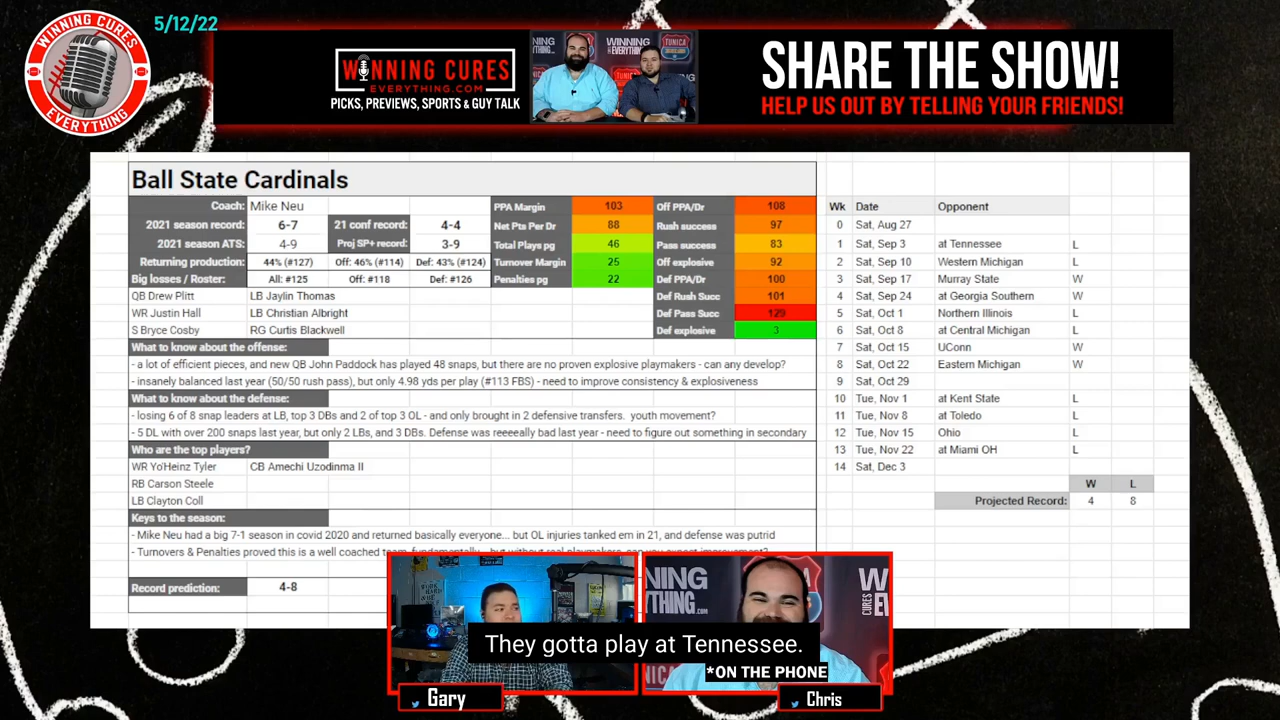 5/12/22
WINNING CURES
EVERYTHING
WINNING CURES
EVERYTHING.COM
PICKS, PREVIEWS, SPORTS & GUY TALK
WINNING
TUNICA
SHARE THE SHOW!
HELP US OUT BY TELLING YOUR FRIENDS!
Ball State Cardinals
Coach: Mike Neu PPA Margin 103 Off PPA/Dr 108
2021 season record: 6-7 21 conf record: 4-4 Net Pts Per Dr 88 Rush success 97
2021 season ATS: 4-9 Proj SP+ record: 3-9 Total Plays pg 46 Pass success 83
Returning production: 44% (#127) Off: 46% (#114) Def: 43% (#124) Turnover Margin 25 Off explosive 92
Big losses / Roster: All: #125 Off: #118 Def: #126 Penalties pg 22 Def PPA/Dr 100
QB Drew Plitt LB Jaylin Thomas Def Rush Succ 101
WR Justin Hall LB Christian Albright Def Pass Succ 129
S Bryce Cosby RG Curtis Blackwell Def explosive 3
What to know about the offense:
- a lot of efficient pieces, and new QB John Paddock has played 48 snaps, but there are no proven explosive playmakers - can any develop?
- insanely balanced last year (50/50 rush pass), but only 4.98 yds per play (#113 FBS) - need to improve consistency & explosiveness
What to know about the defense:
- losing 6 of 8 snap leaders at LB, top 3 DBs and 2 of top 3 OL - and only brought in 2 defensive transfers. youth movement?
- 5 DL with over 200 snaps last year, but only 2 LBs, and 3 DBs. Defense was reeeeally bad last year - need to figure out something in secondary
Who are the top players?
WR Yo'Heinz Tyler CB Amechi Uzodinma II
RB Carson Steele
LB Clayton Coll
Keys to the season:
- Mike Neu had a big 7-1 season in covid 2020 and returned basically everyone... but OL injuries tanked em in 21, and defense was putrid
- Turnovers & Penalties proved this is a well coached team, fundamentally... but without real playmakers, can you expect improvement?
Record prediction: 4-8
Wk Date Opponent
0 Sat, Aug 27
1 Sat, Sep 3 at Tennessee L
2 Sat, Sep 10 Western Michigan L
3 Sat, Sep 17 Murray State W
4 Sat, Sep 24 at Georgia Southern W
5 Sat, Oct 1 Northern Illinois L
6 Sat, Oct 8 at Central Michigan L
7 Sat, Oct 15 UConn W
8 Sat, Oct 22 Eastern Michigan W
9 Sat, Oct 29
10 Tue, Nov 1 at Kent State L
11 Tue, Nov 8 at Toledo L
12 Tue, Nov 15 Ohio L
13 Tue, Nov 22 at Miami OH L
14 Sat, Dec 3
W L
Projected Record: 4 8
They gotta play at Tennessee.
*ON THE PHONE
Gary
Chris